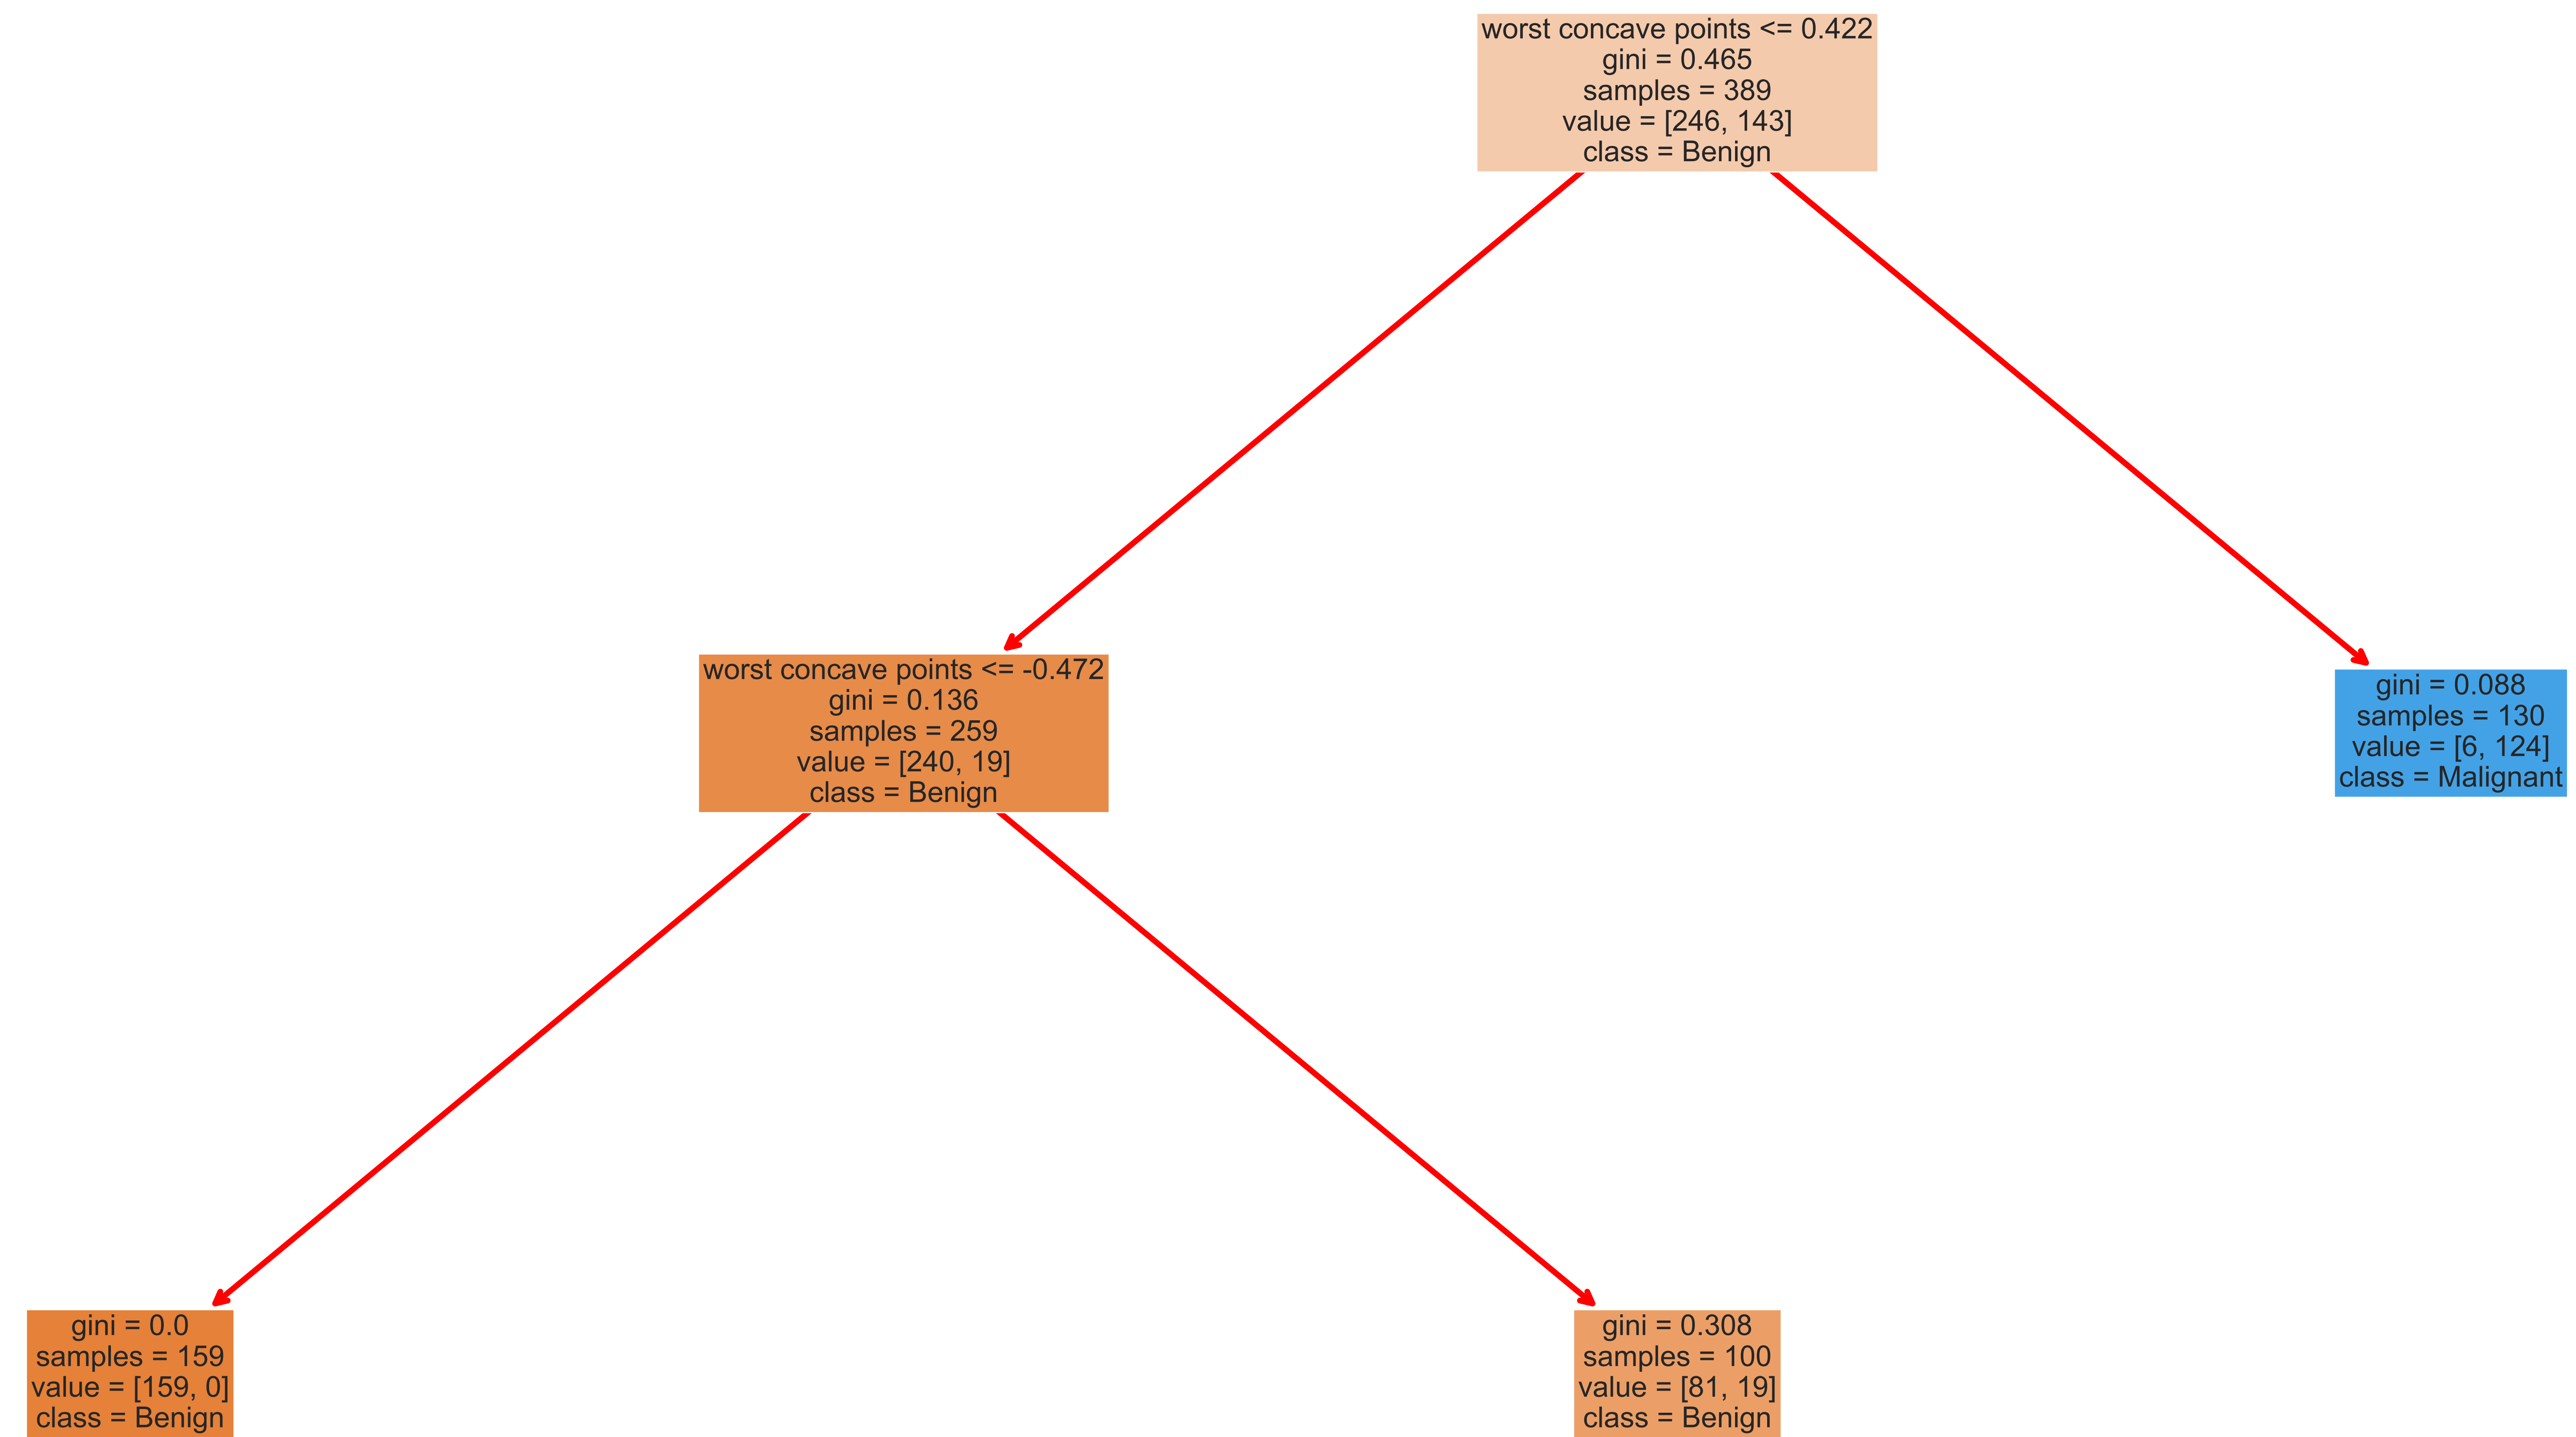 worst concave points <= 0.422
gini = 0.465
samples = 389
value = [246, 143]
class = Benign
worst concave points <= -0.472
gini = 0.136
samples = 259
value = [240, 19]
class = Benign
gini = 0.088
samples = 130
value = [6, 124]
class = Malignant
gini = 0.0
samples = 159
value = [159, 0]
class = Benign
gini = 0.308
samples = 100
value = [81, 19]
class = Benign